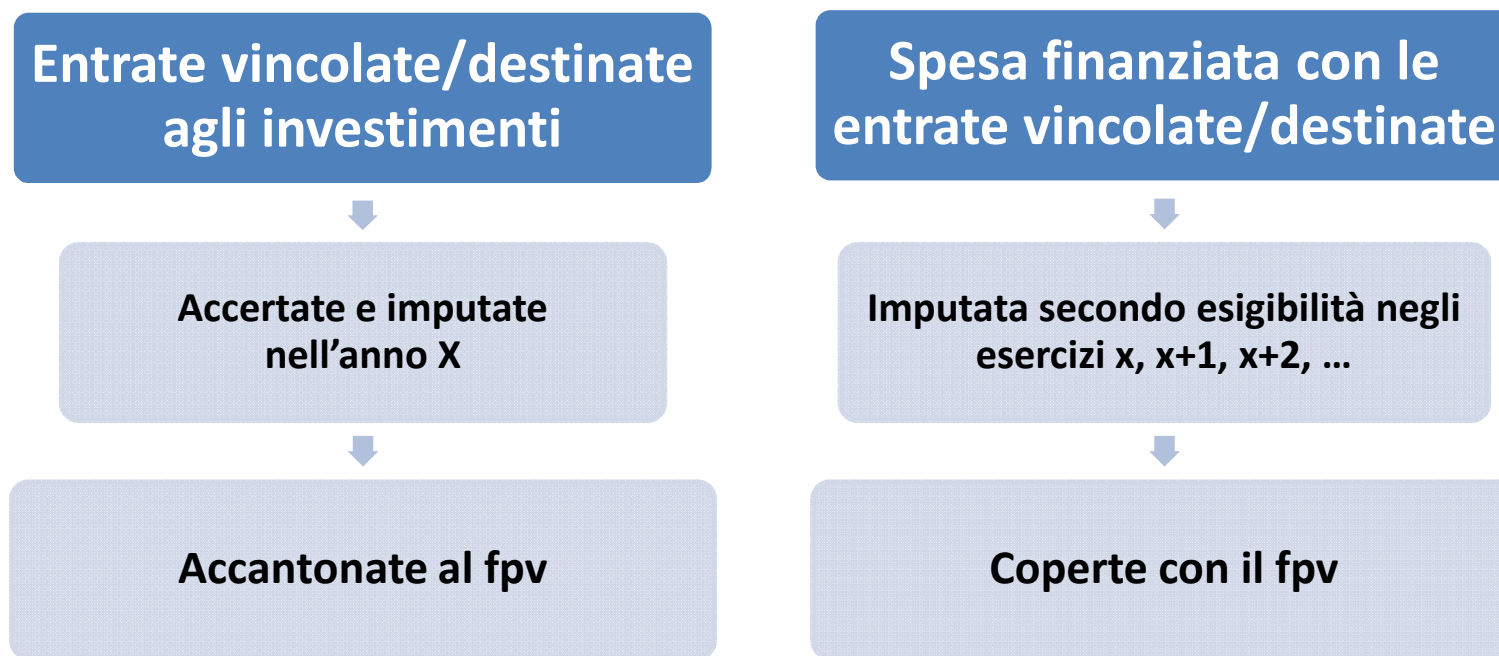 Entrate vincolate/destinate
agli investimenti
Accertate e imputate
nell’anno X
Accantonate al fpv
Spesa finanziata con le
entrate vincolate/destinate
Imputata secondo esigibilità negli
esercizi x, x+1, x+2, …
Coperte con il fpv